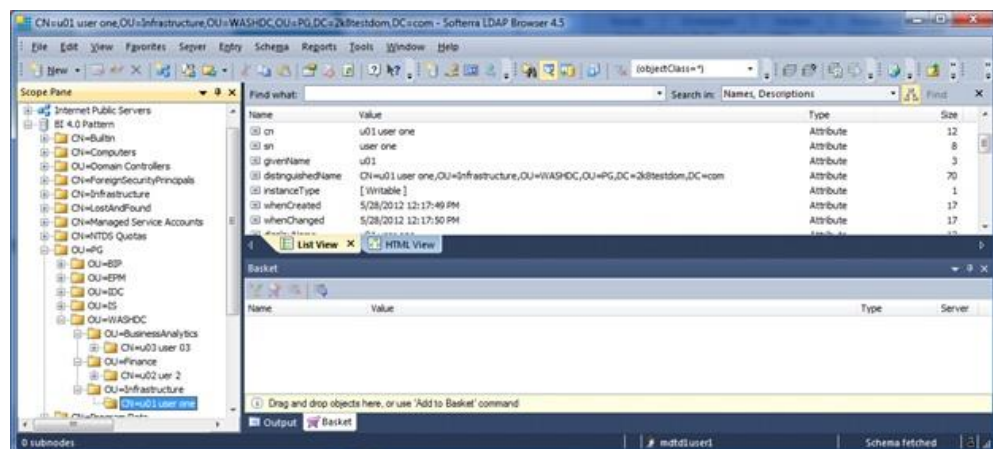 CN=u01 user one,OU=Infrastructure,OU=WASHDC,OU=PG,DC=2k8testdom,DC=com - Softerra LDAP Browser 4.5
File Edit View Favorites Server Entry Schema Reports Tools Window Help
New (objectClass=*)
Scope Pane
Internet Public Servers
BI 4.0 Pattern
CN=Builtin
CN=Computers
OU=Domain Controllers
CN=ForeignSecurityPrincipals
CN=Infrastructure
CN=LostAndFound
CN=Managed Service Accounts
CN=NTDS Quotas
OU=PG
OU=BIP
OU=EPM
OU=IDC
OU=IS
OU=WASHDC
OU=BusinessAnalytics
CN=u03 user 03
OU=Finance
CN=u02 uer 2
OU=Infrastructure
CN=u01 user one
Find what: Search in: Names, Descriptions Find
Name Value Type Size
cn u01 user one Attribute 12
sn user one Attribute 8
givenName u01 Attribute 3
distinguishedName CN=u01 user one,OU=Infrastructure,OU=WASHDC,OU=PG,DC=2k8testdom,DC=com Attribute 70
instanceType [ Writable ] Attribute 1
whenCreated 5/28/2012 12:17:49 PM Attribute 17
whenChanged 5/28/2012 12:17:50 PM Attribute 17
List View HTML View
Basket
Name Value Type Server
Drag and drop objects here, or use 'Add to Basket' command
Output Basket
0 subnodes mdtd1user1 Schema fetched